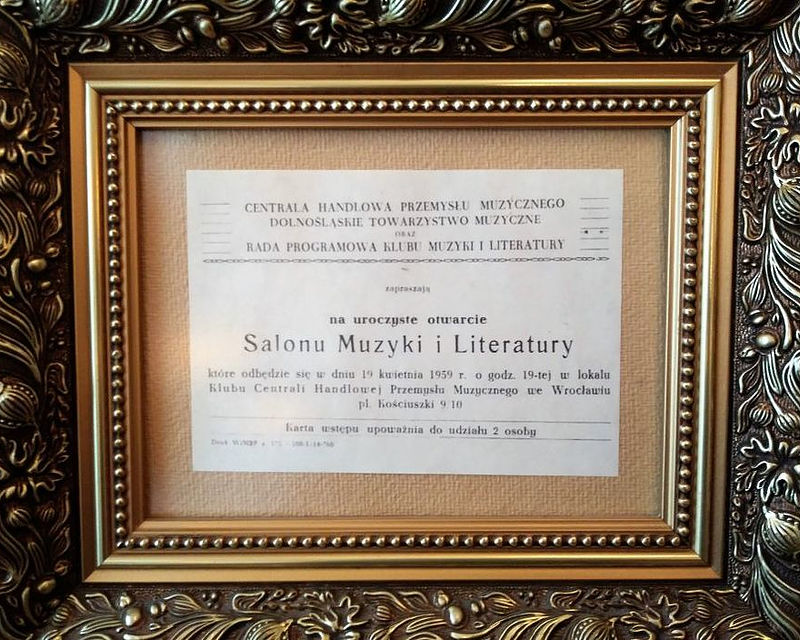 CENTRALA HANDLOWA PRZEMYSŁU MUZYCZNEGO
DOLNOŚLĄSKIE TOWARZYSTWO MUZYCZNE
ORAZ
RADA PROGRAMOWA KLUBU MUZYKI I LITERATURY
zapraszają
na uroczyste otwarcie
Salonu Muzyki i Literatury
które odbędzie się w dniu 19 kwietnia 1959 r. o godz. 19-tej w lokalu
Klubu Centrali Handlowej Przemysłu Muzycznego we Wrocławiu
pl. Kościuszki 9 10
Karta wstępu upoważnia do udziału 2 osoby